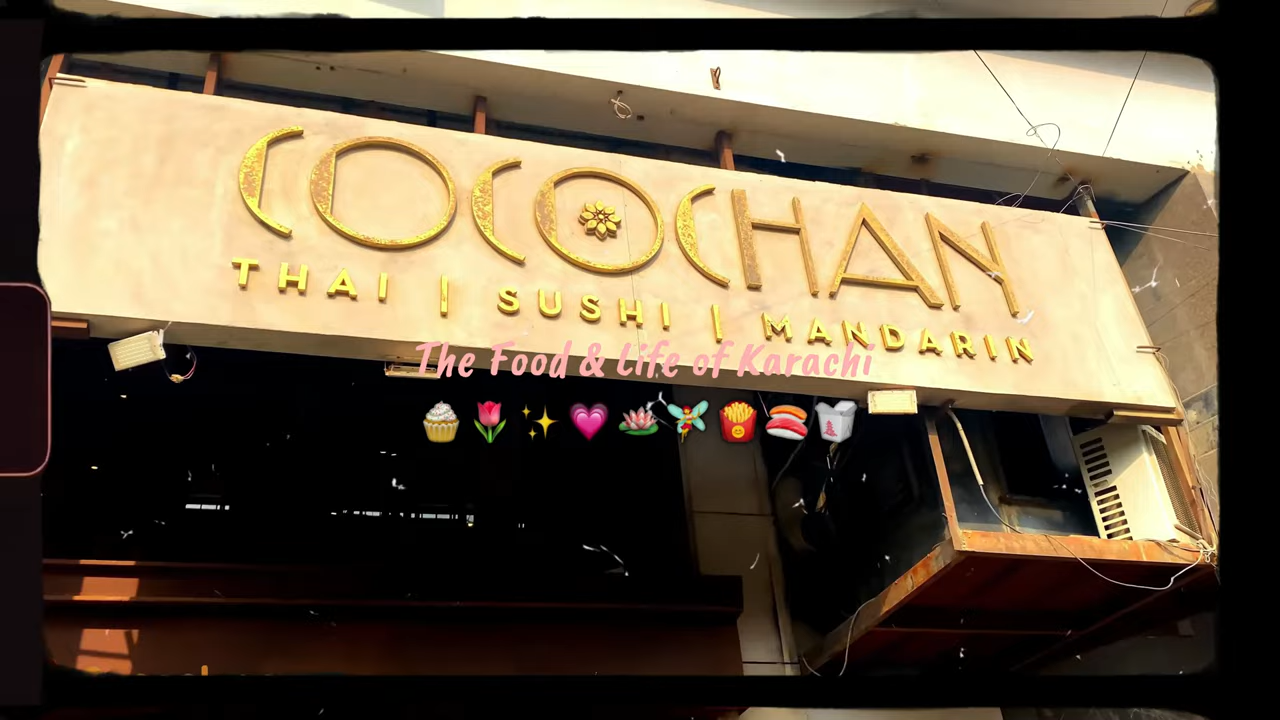 COCOCHAN
THAI | SUSHI | MANDARIN
The Food & Life of Karachi
🧁🌷✨💗🪷🧚🍟🍣🥡